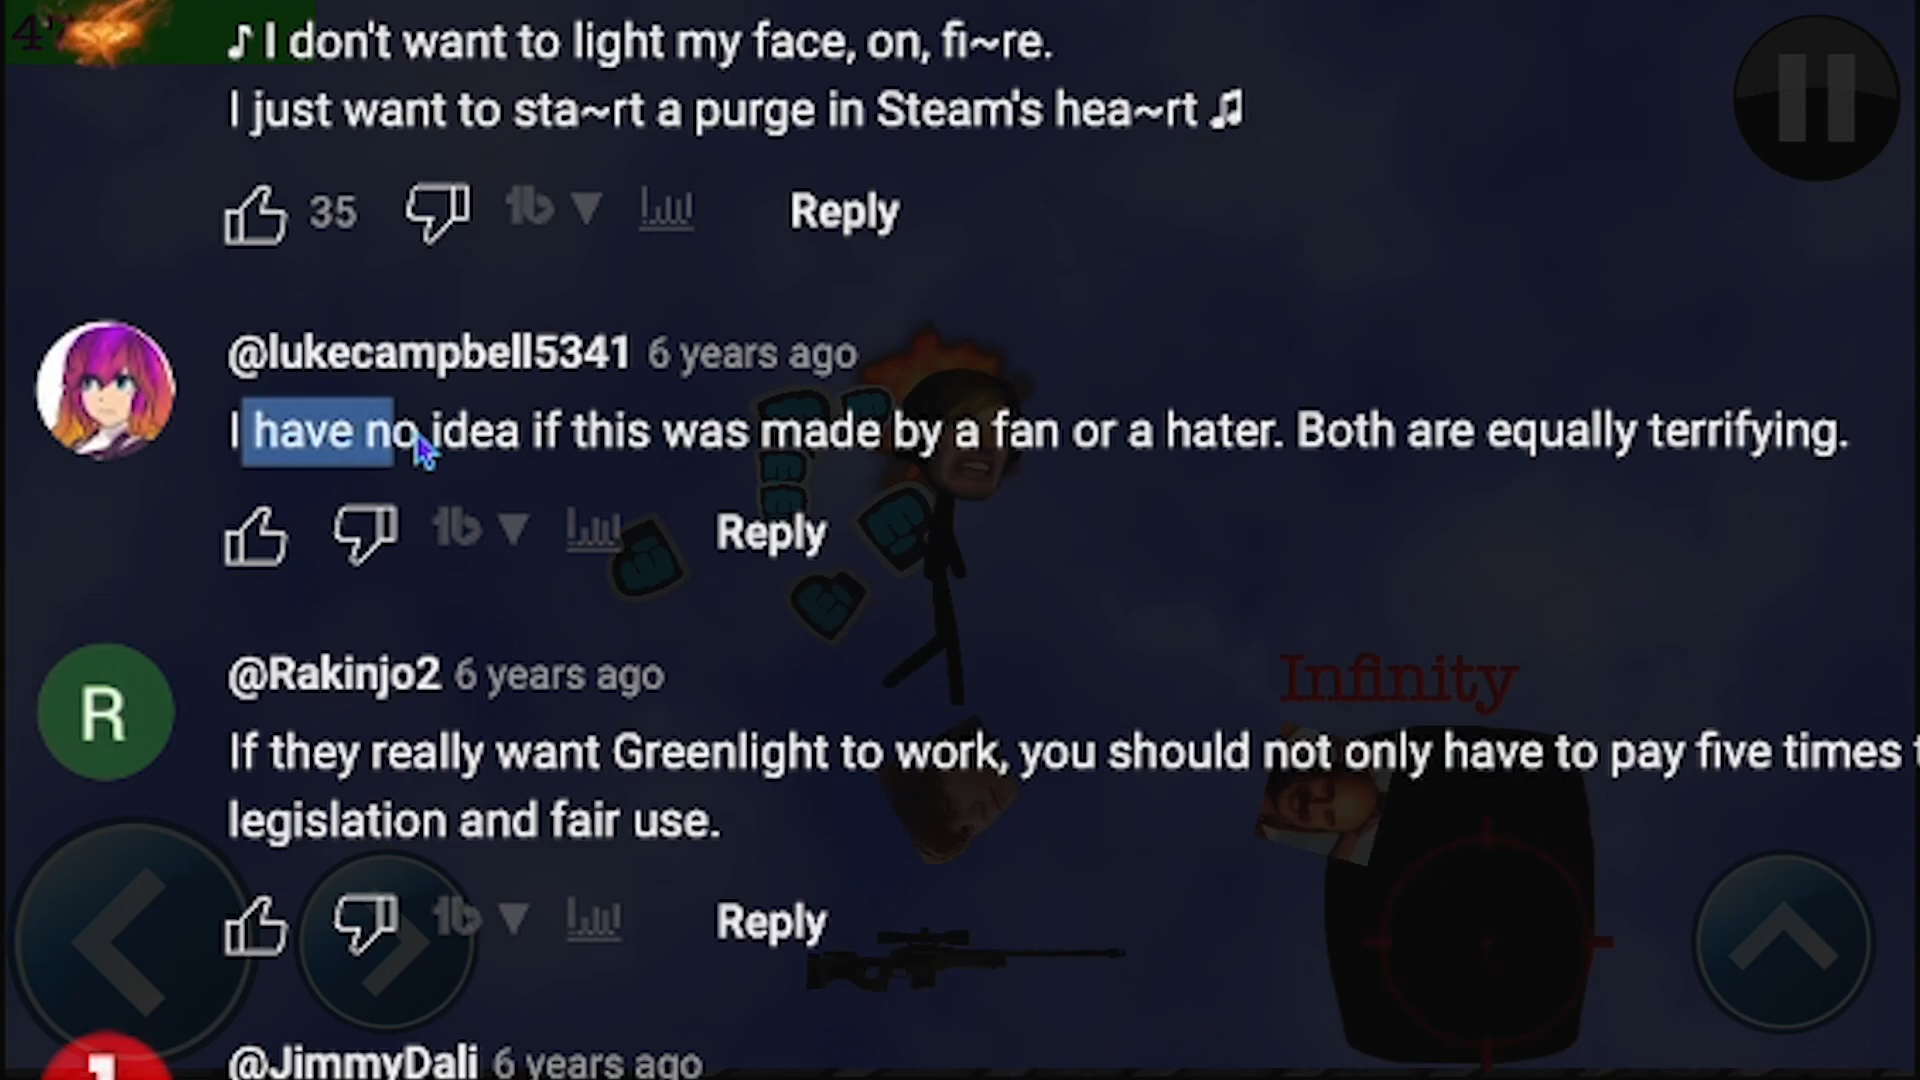 ♪ I don't want to light my face, on, fi~re.
I just want to sta~rt a purge in Steam's hea~rt ♫
35 Reply
@lukecampbell5341 6 years ago
I have no idea if this was made by a fan or a hater. Both are equally terrifying.
Reply
@Rakinjo2 6 years ago
R
Infinity
If they really want Greenlight to work, you should not only have to pay five times
legislation and fair use.
Reply
@JimmyDali 6 years ago